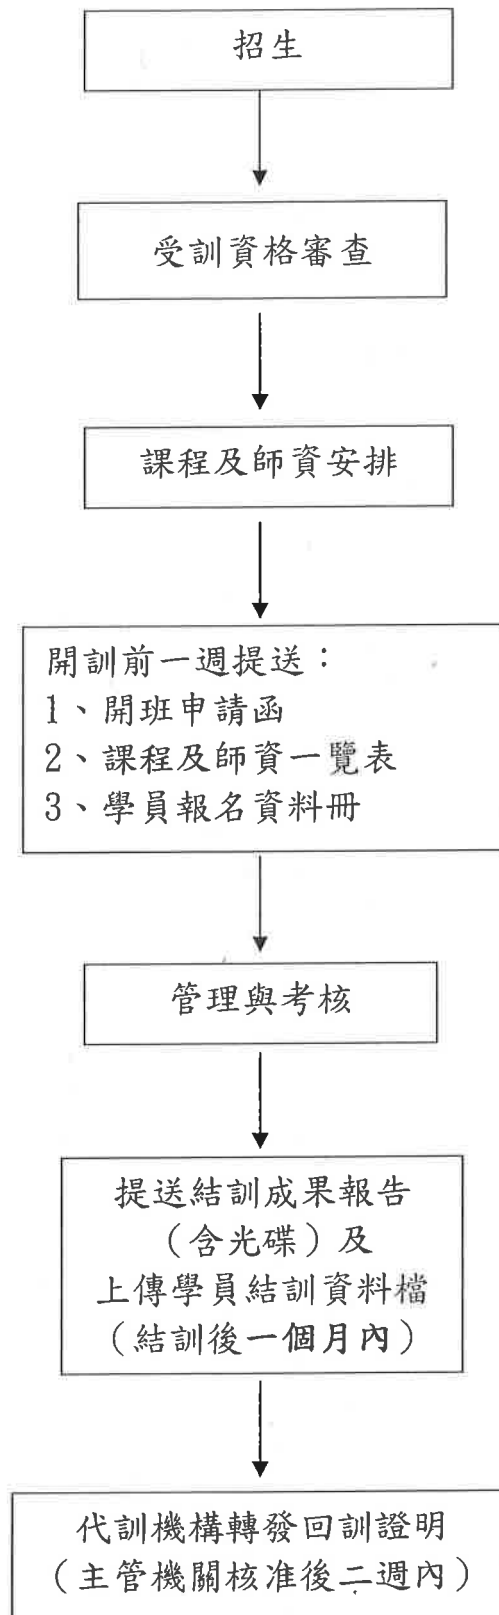 招生
受訓資格審查
課程及師資安排
開訓前一週提送：
1、開班申請函
2、課程及師資一覽表
3、學員報名資料冊
管理與考核
提送結訓成果報告
（含光碟）及
上傳學員結訓資料檔
（結訓後一個月內）
代訓機構轉發回訓證明
（主管機關核准後二週內）